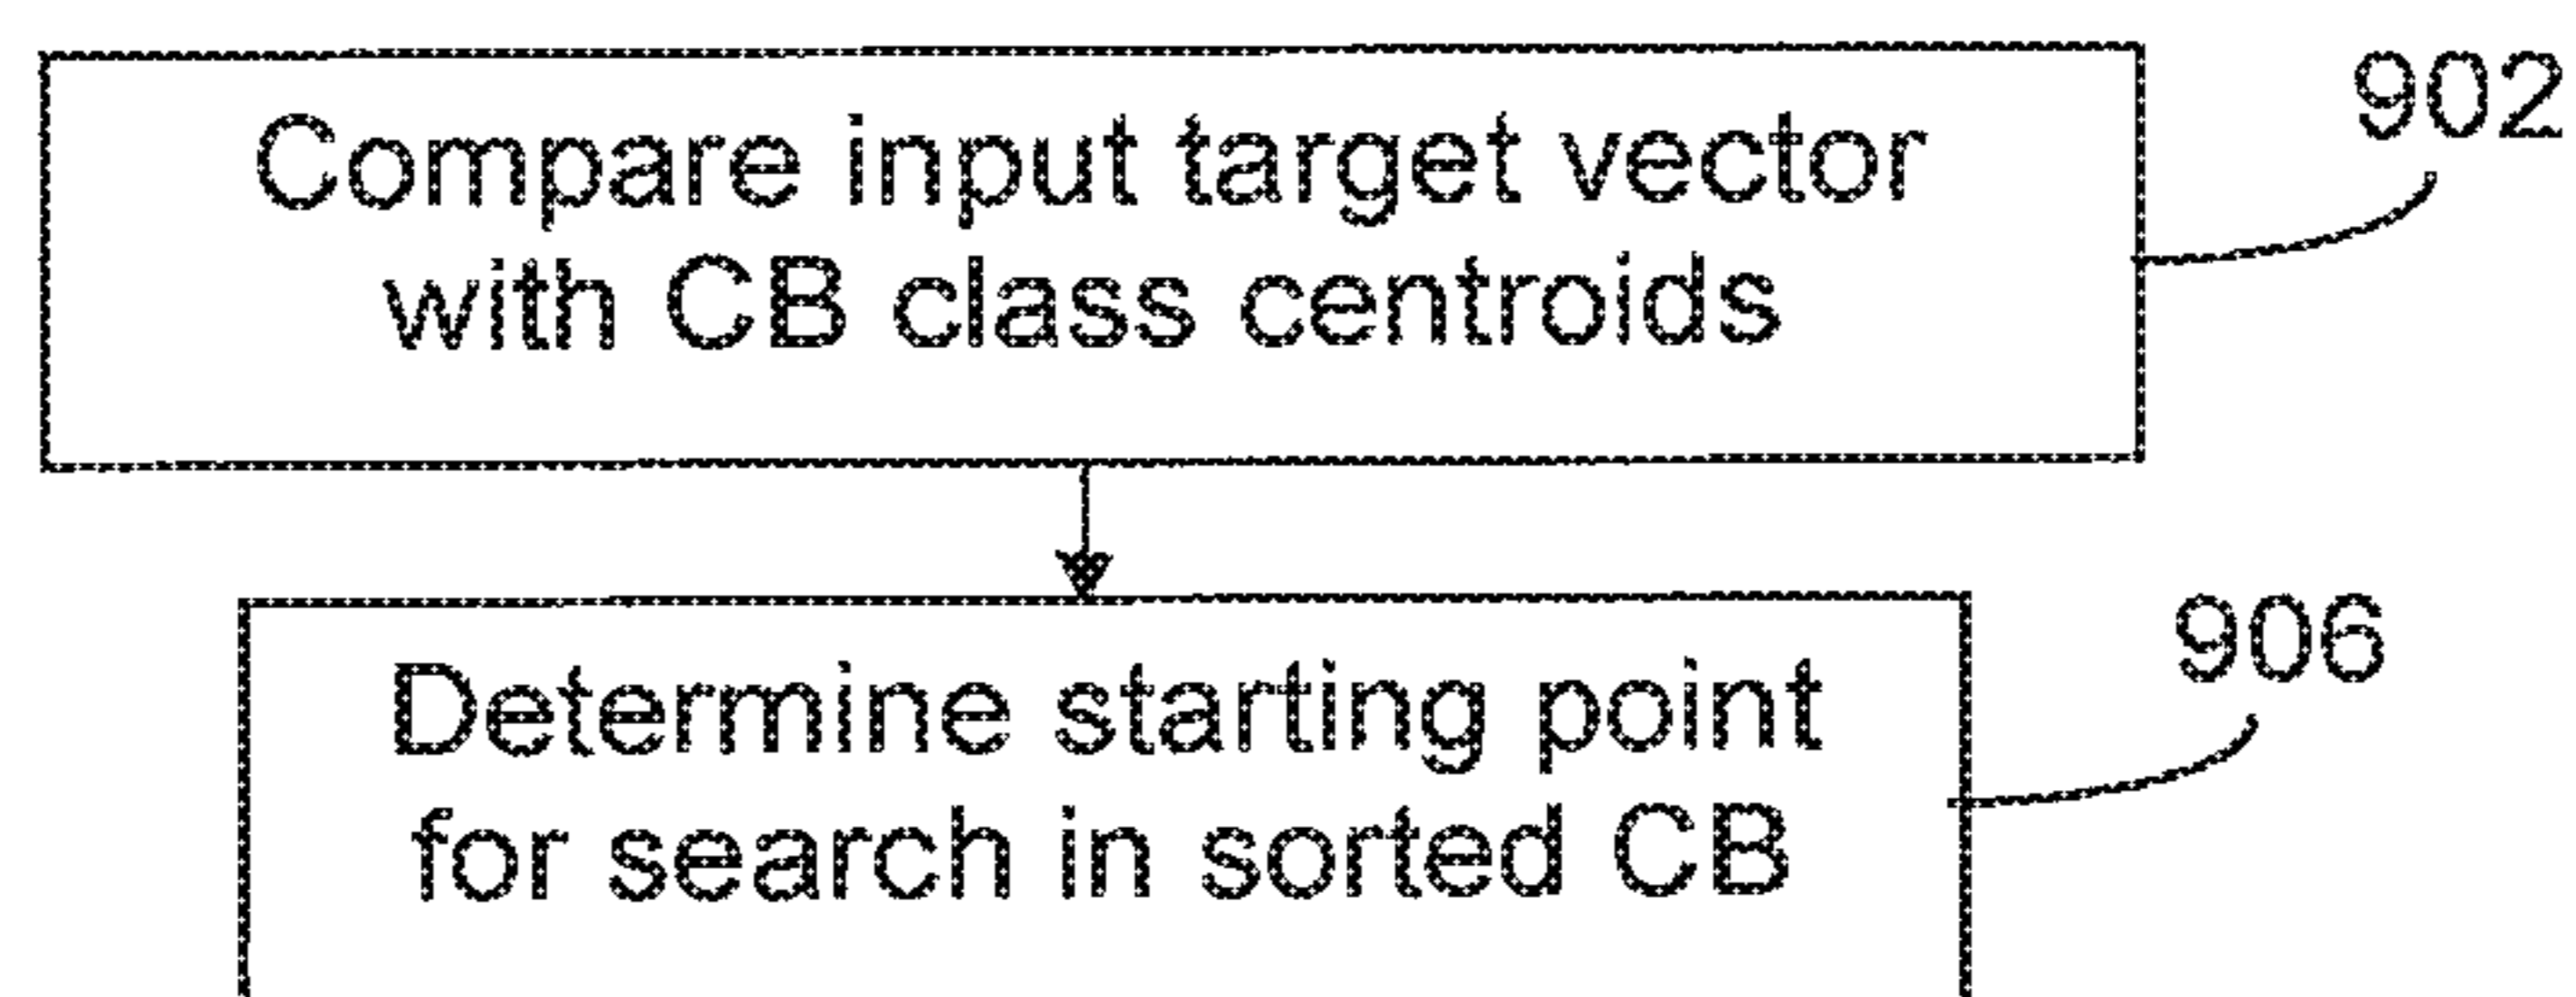 Compare input target vector
with CB class centroids
902
Determine starting point
for search in sorted CB
906